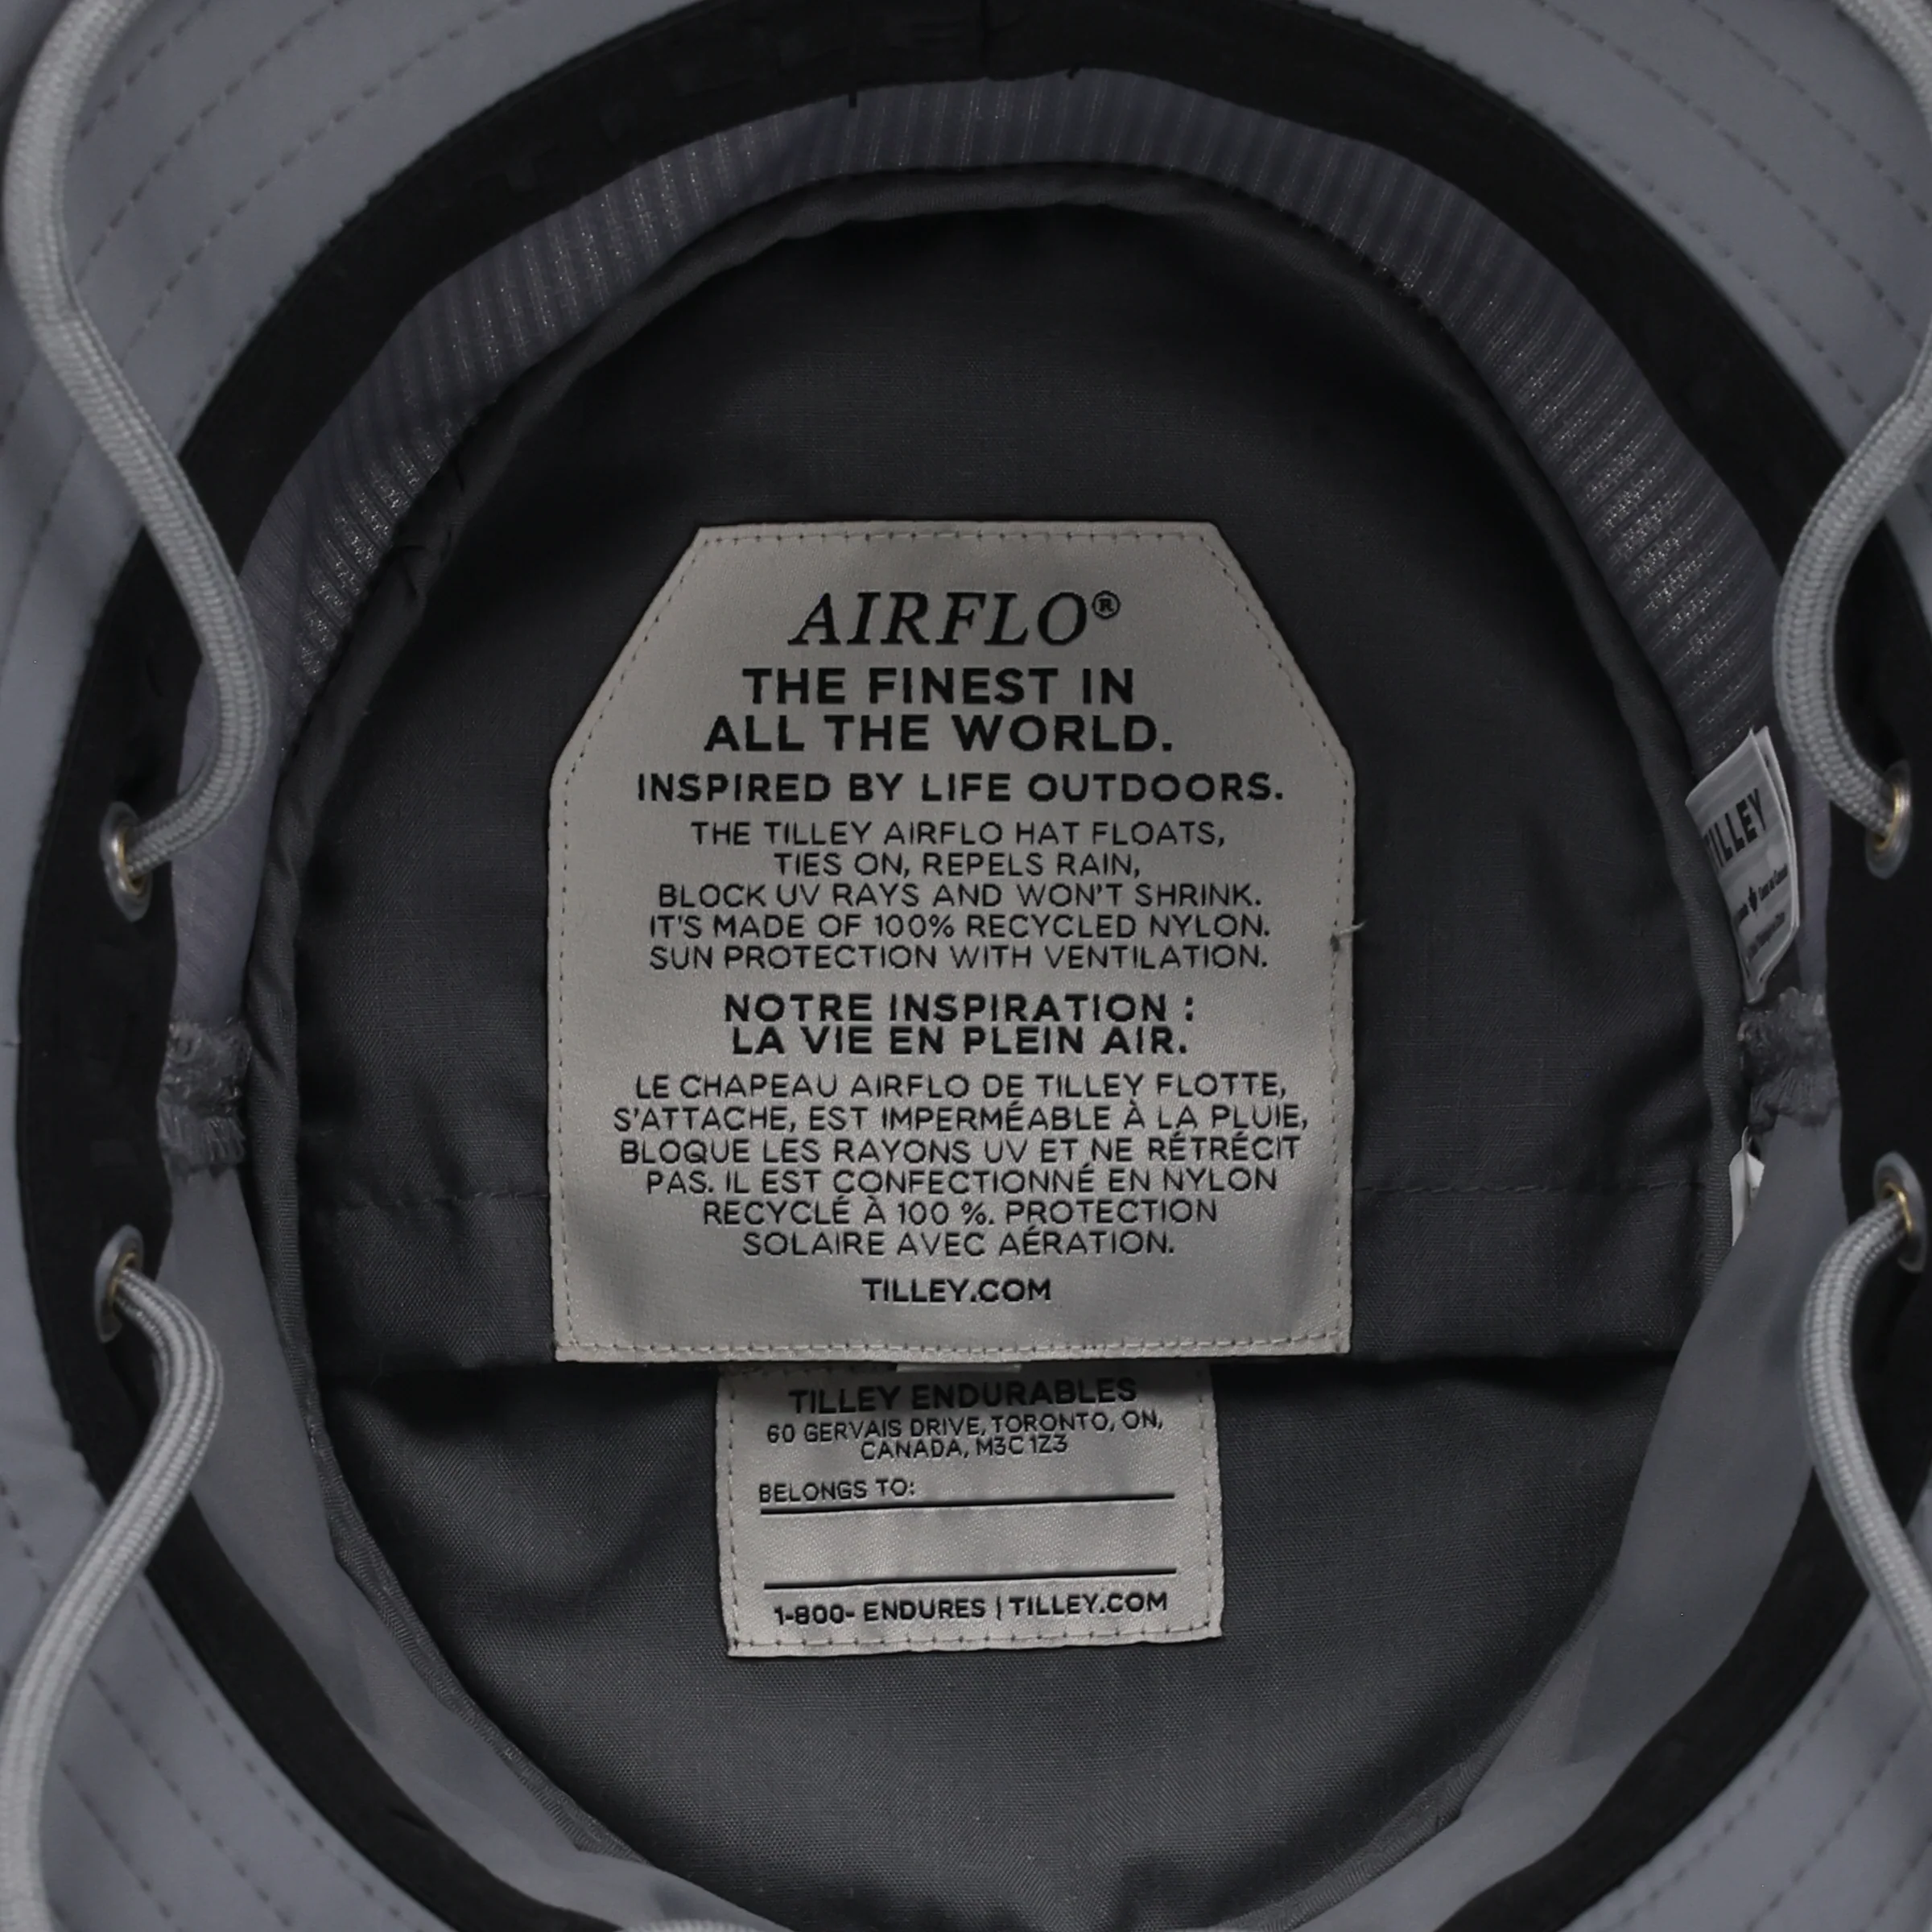 AIRFLO®
THE FINEST IN
ALL THE WORLD.
INSPIRED BY LIFE OUTDOORS.
THE TILLEY AIRFLO HAT FLOATS,
TIES ON, REPELS RAIN,
BLOCK UV RAYS AND WON'T SHRINK.
IT'S MADE OF 100% RECYCLED NYLON.
SUN PROTECTION WITH VENTILATION.
NOTRE INSPIRATION :
LA VIE EN PLEIN AIR.
LE CHAPEAU AIRFLO DE TILLEY FLOTTE,
S'ATTACHE, EST IMPERMÉABLE À LA PLUIE,
BLOQUE LES RAYONS UV ET NE RÉTRÉCIT
PAS. IL EST CONFECTIONNÉ EN NYLON
RECYCLÉ À 100 %. PROTECTION
SOLAIRE AVEC AÉRATION.
TILLEY.COM
TILLEY ENDURABLES
60 GERVAIS DRIVE, TORONTO, ON,
CANADA, M3C 1Z3
BELONGS TO:
1-800- ENDURES | TILLEY.COM
TILLEY